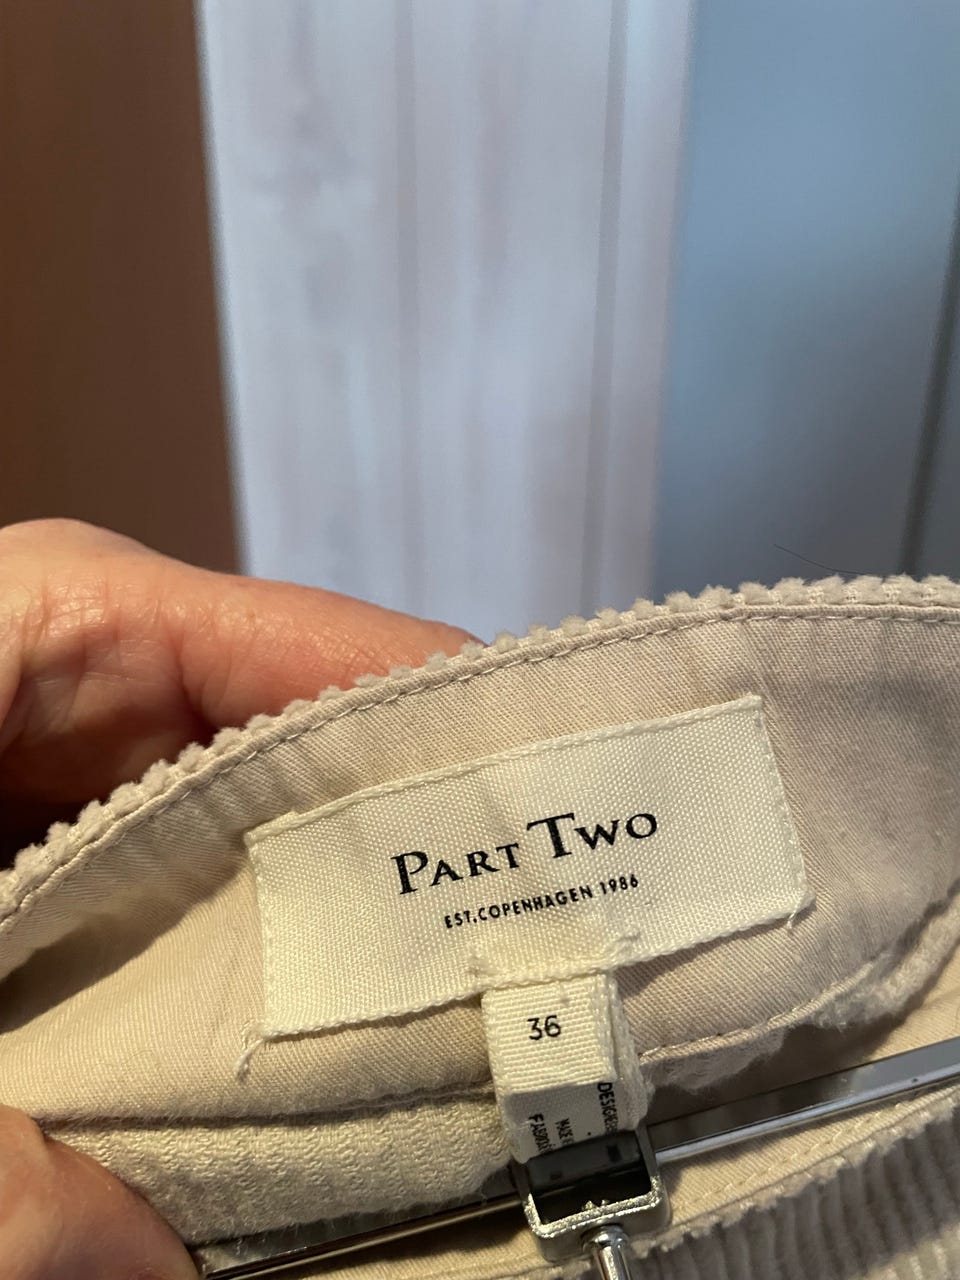 PART TWO
EST.COPENHAGEN 1986
36